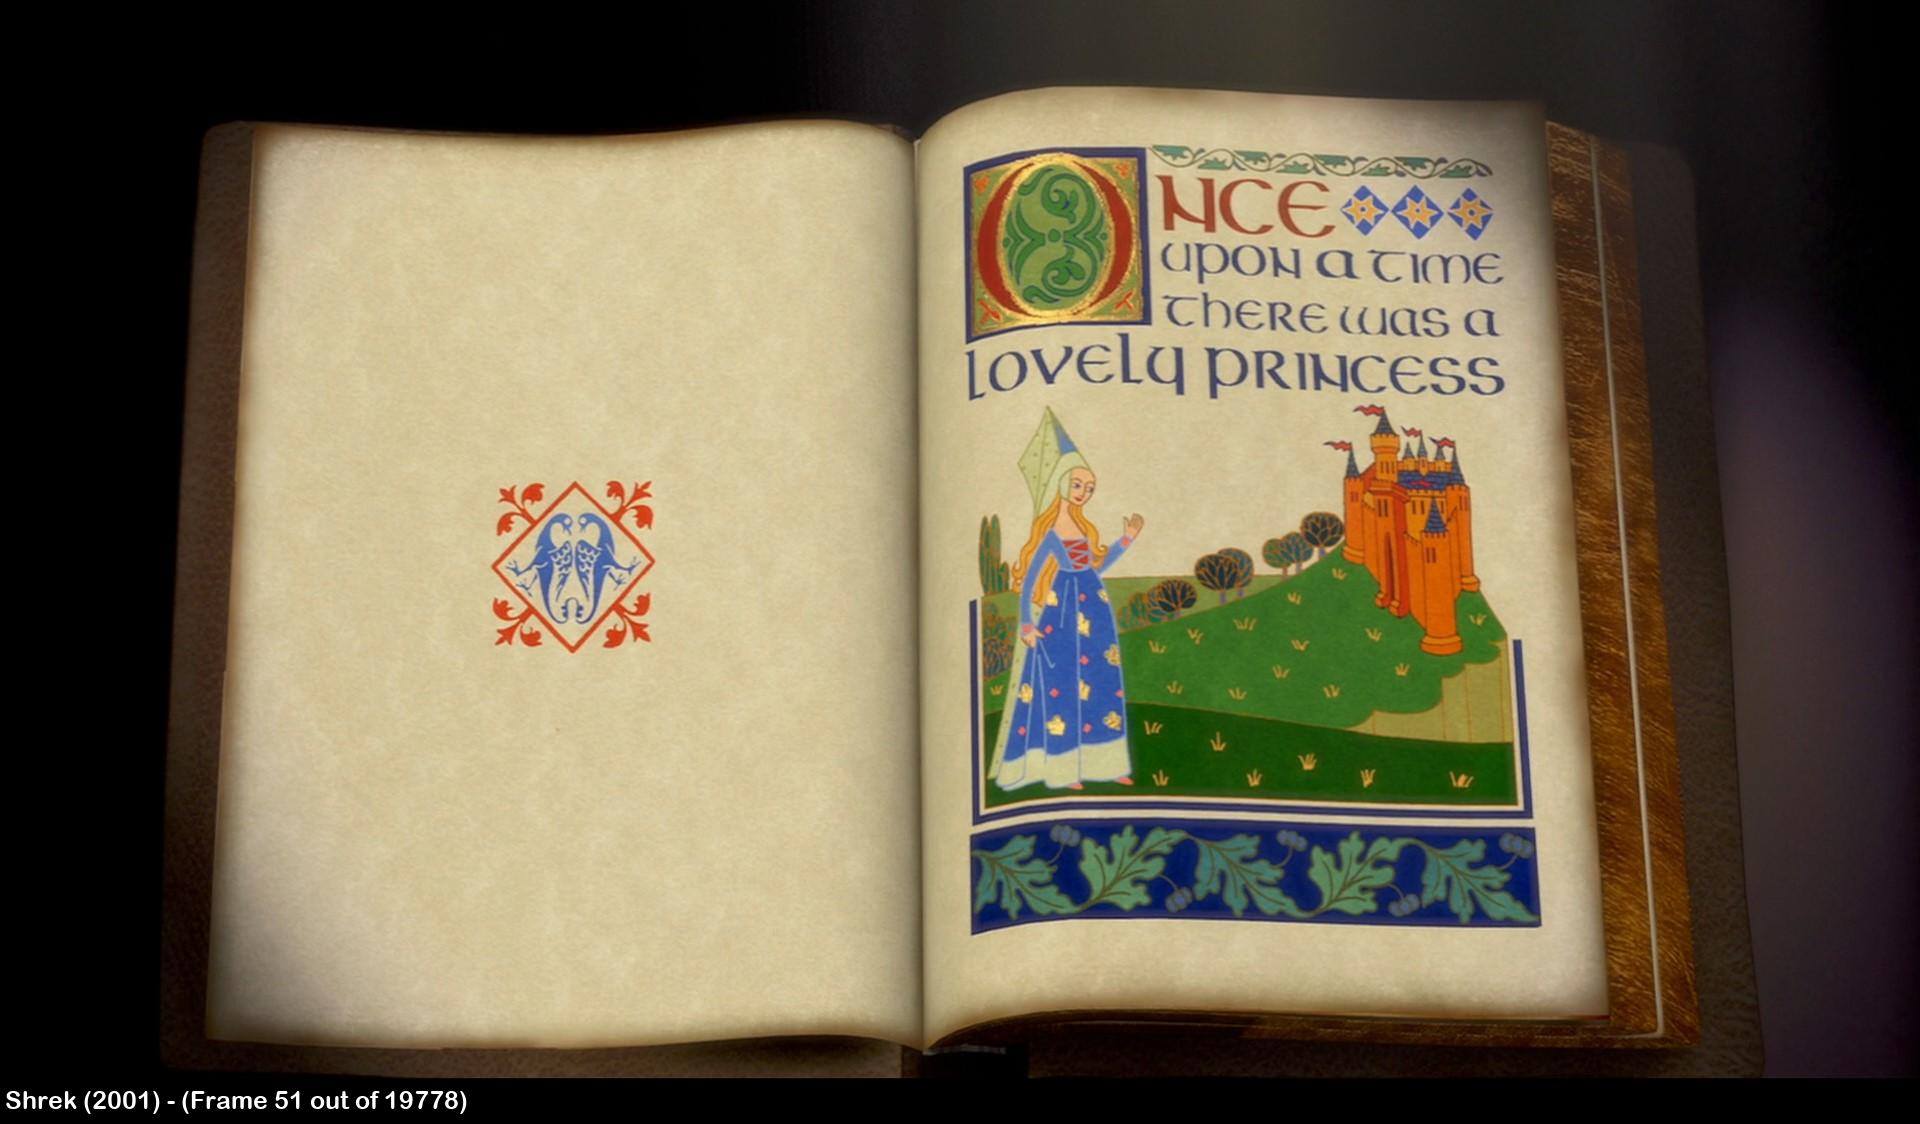 ONCE
upon a time
there was a
lovely princess
Shrek (2001) - (Frame 51 out of 19778)